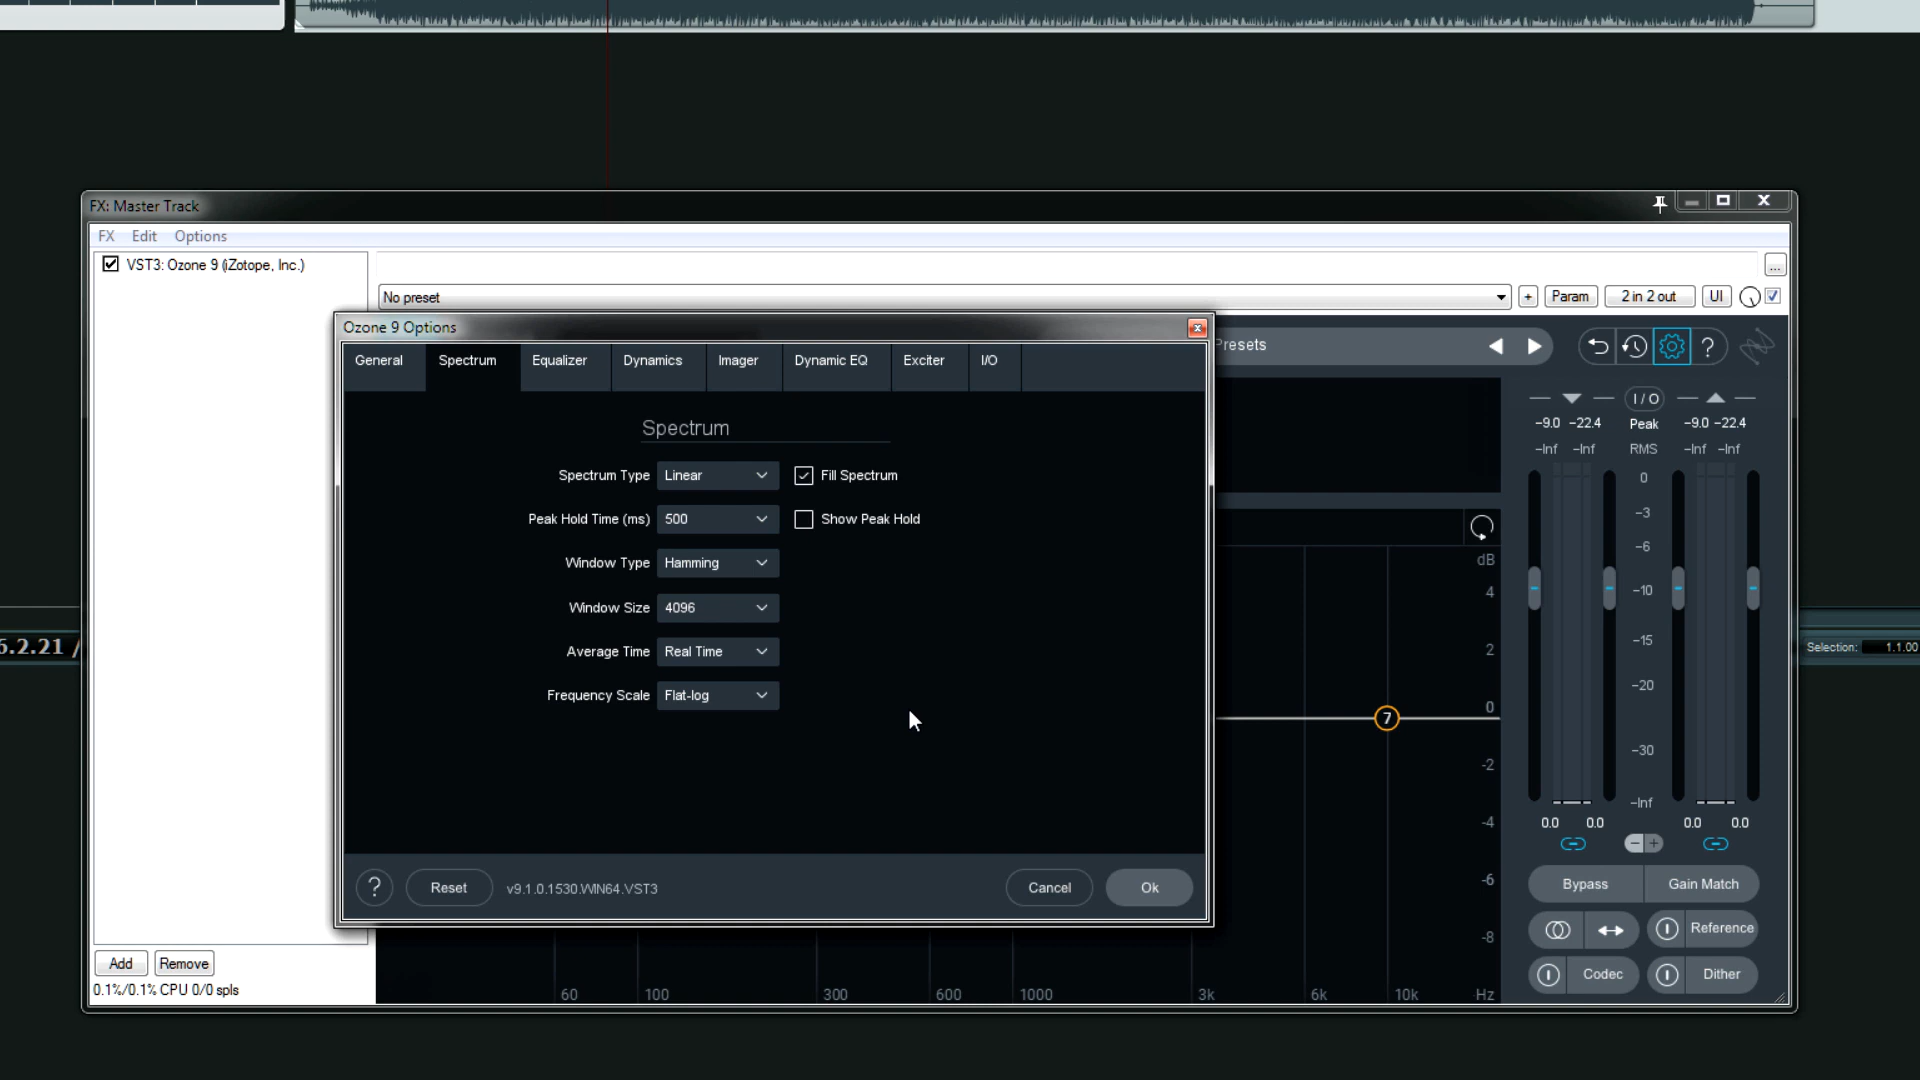 FX: Master Track
FX Edit Options
VST3: Ozone 9 (iZotope, Inc.)
...
No preset
+ Param 2 in 2 out UI
Ozone 9 Options
General Spectrum Equalizer Dynamics Imager Dynamic EQ Exciter I/O
Presets
?
Spectrum
Spectrum Type Linear Fill Spectrum
Peak Hold Time (ms) 500 Show Peak Hold
Window Type Hamming
Window Size 4096
Average Time Real Time
Frequency Scale Flat-log
? Reset v9.1.0.1530.WIN64.VST3 Cancel Ok
I/O
-9.0 -22.4 Peak -9.0 -22.4
-Inf -Inf RMS -Inf -Inf
0
-3
-6
-10
-15
-20
-30
-Inf
0.0 0.0 0.0 0.0
- +
dB
4
2
0
7
-2
-4
-6
-8
60 100 300 600 1000 3k 6k 10k Hz
Bypass Gain Match
Reference
Codec Dither
Add Remove
0.1%/0.1% CPU 0/0 spls
6.2.21 /
Selection: 1.1.00